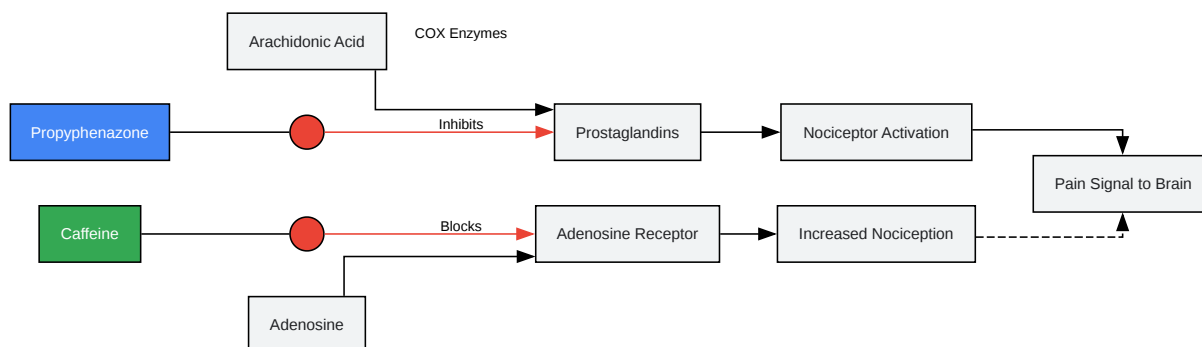 Arachidonic Acid
COX Enzymes
Propyphenazone
Inhibits
Prostaglandins
Nociceptor Activation
Pain Signal to Brain
Caffeine
Blocks
Adenosine Receptor
Increased Nociception
Adenosine